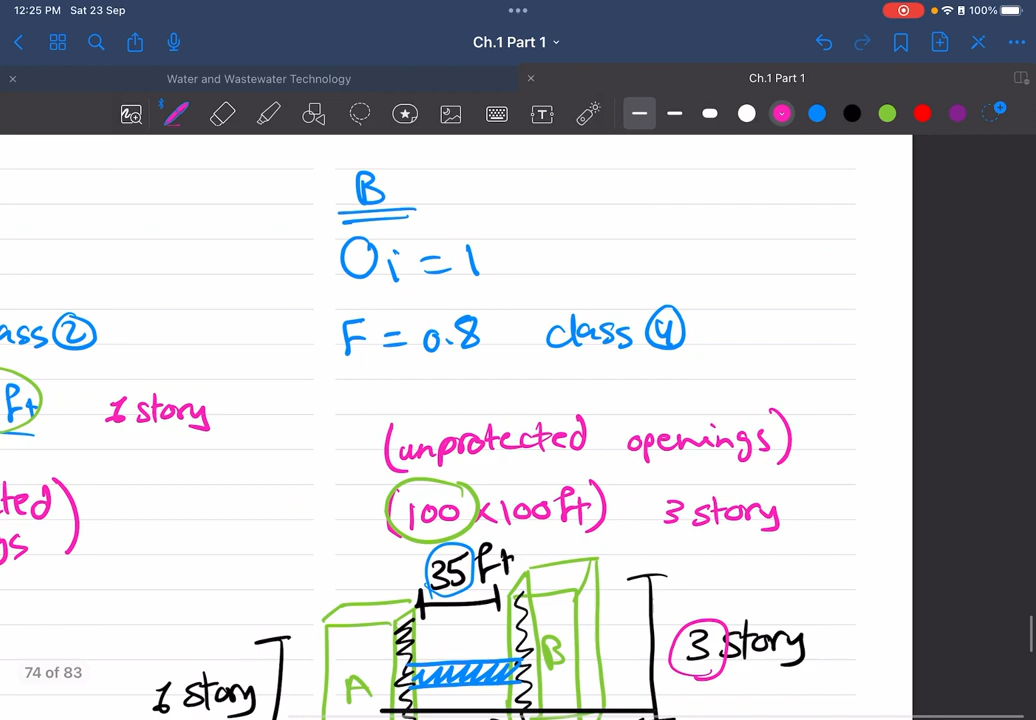 12:25 PM Sat 23 Sep
100%
Ch.1 Part 1
Water and Wastewater Technology
Ch.1 Part 1
B
Oi = 1
ass 2
F = 0.8 class 4
ft
1 story
(unprotected openings)
ted)
gs
(100 × 100ft) 3 story
35 ft
3 story
B
A
1 story
74 of 83